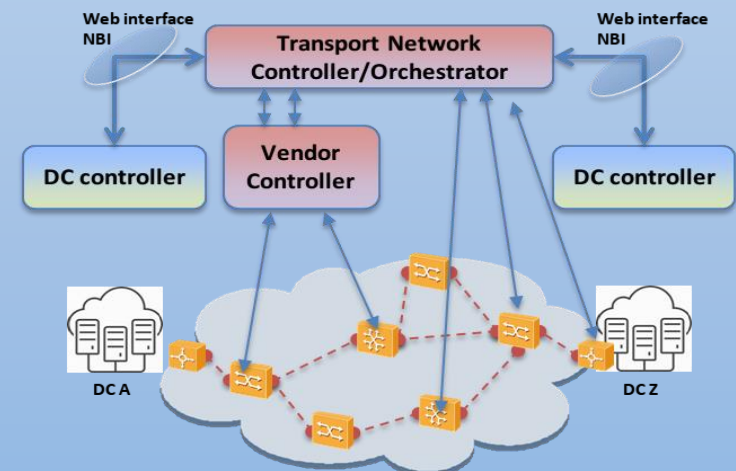 Web interface
NBI
Transport Network
Controller/Orchestrator
Web interface
NBI
DC controller
Vendor
Controller
DC controller
DC A
DC Z